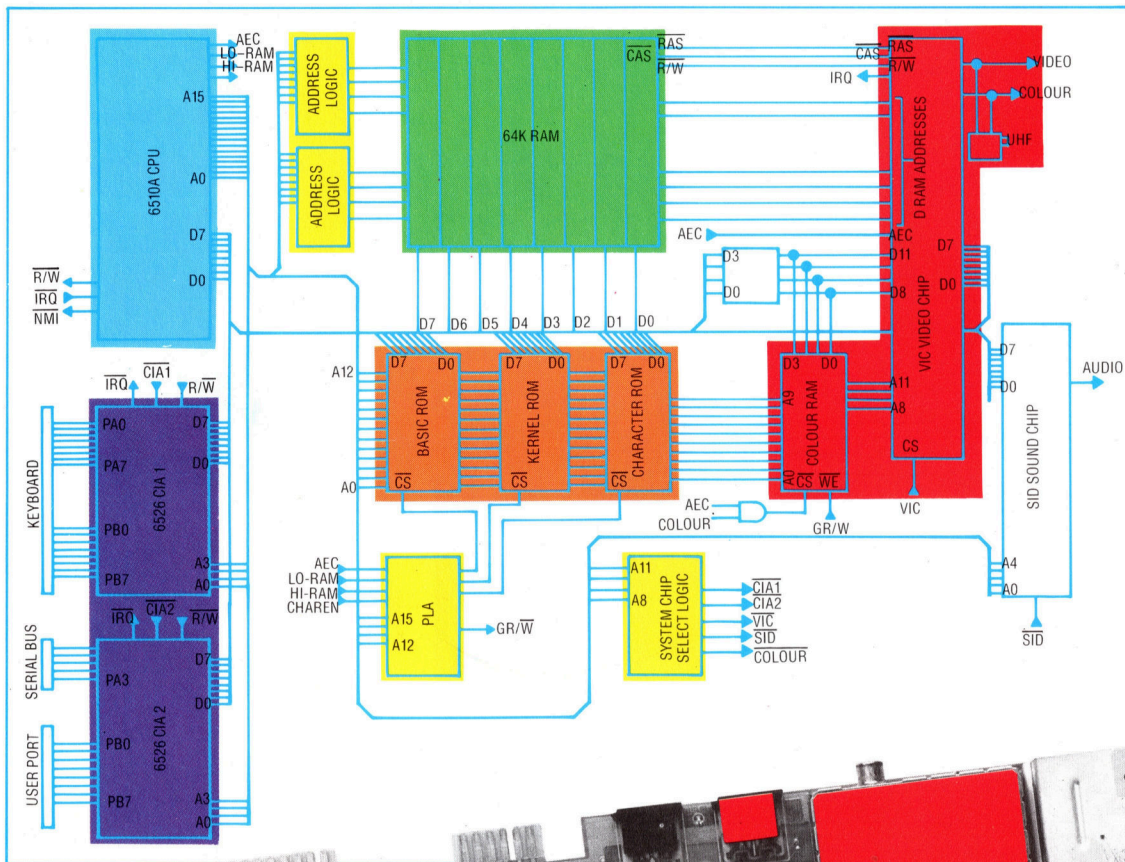 AEC
LO-RAM
HI-RAM
A15
A0
6510A CPU
D7
D0
R/W
IRQ
NMI
ADDRESS LOGIC
ADDRESS LOGIC
64K RAM
RAS
CAS
R/W
D7 D6 D5 D4 D3 D2 D1 D0
RAS
CAS
R/W
IRQ
D RAM ADDRESSES
AEC
AEC
D11
D8
D7
D0
VIC VIDEO CHIP
A11
A8
CS
VIC
VIDEO
COLOUR
UHF
D3
D0
A12
A0
D7 D0
BASIC ROM
CS
D7 D0
KERNEL ROM
CS
D7 D0
CHARACTER ROM
CS
D3 D0
A9
A0
COLOUR RAM
CS WE
AEC
COLOUR
GR/W
D7
D0
SID SOUND CHIP
AUDIO
A4
A0
SID
IRQ CIA1 R/W
KEYBOARD
PA0
PA7
PB0
PB7
6526 CIA 1
D7
D0
A3
A0
IRQ CIA2 R/W
SERIAL BUS
USER PORT
PA3
PB0
PB7
6526 CIA 2
D7
D0
A3
A0
AEC
LO-RAM
HI-RAM
CHAREN
A15
A12
PLA
GR/W
A11
A8
SYSTEM CHIP SELECT LOGIC
CIA1
CIA2
VIC
SID
COLOUR